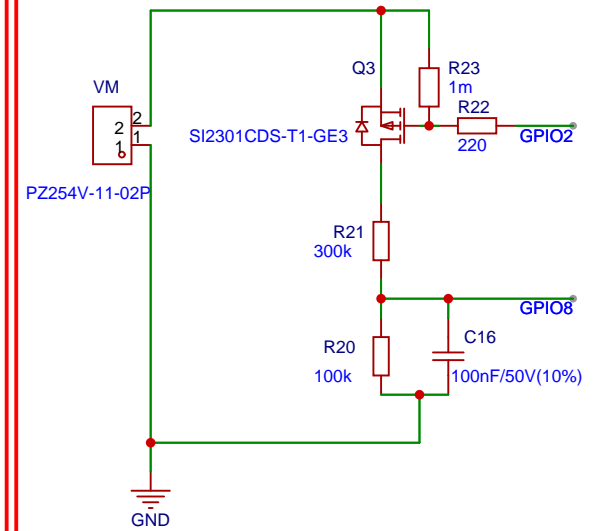 Q3
R23
1m
VM
R22
2
2
1
1
SI2301CDS-T1-GE3
220
GPIO2
PZ254V-11-02P
R21
300k
GPIO8
R20
C16
100k
100nF/50V(10%)
GND